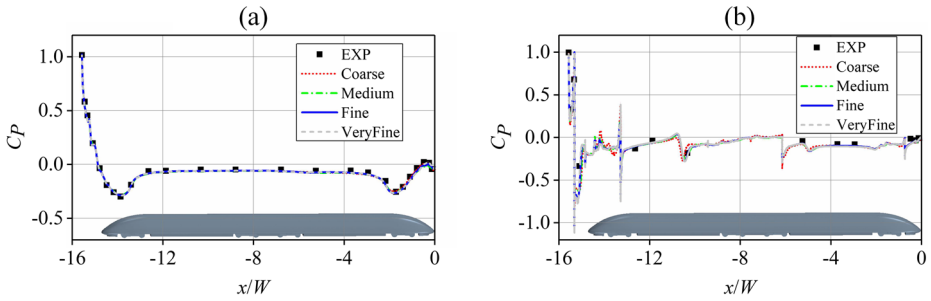 (a)
1.0
0.5
0.0
-0.5
CP
EXP
Coarse
Medium
Fine
VeryFine
-16
-12
-8
-4
0
x/W
(b)
1.0
0.5
0.0
-0.5
-1.0
CP
EXP
Coarse
Medium
Fine
VeryFine
-16
-12
-8
-4
0
x/W